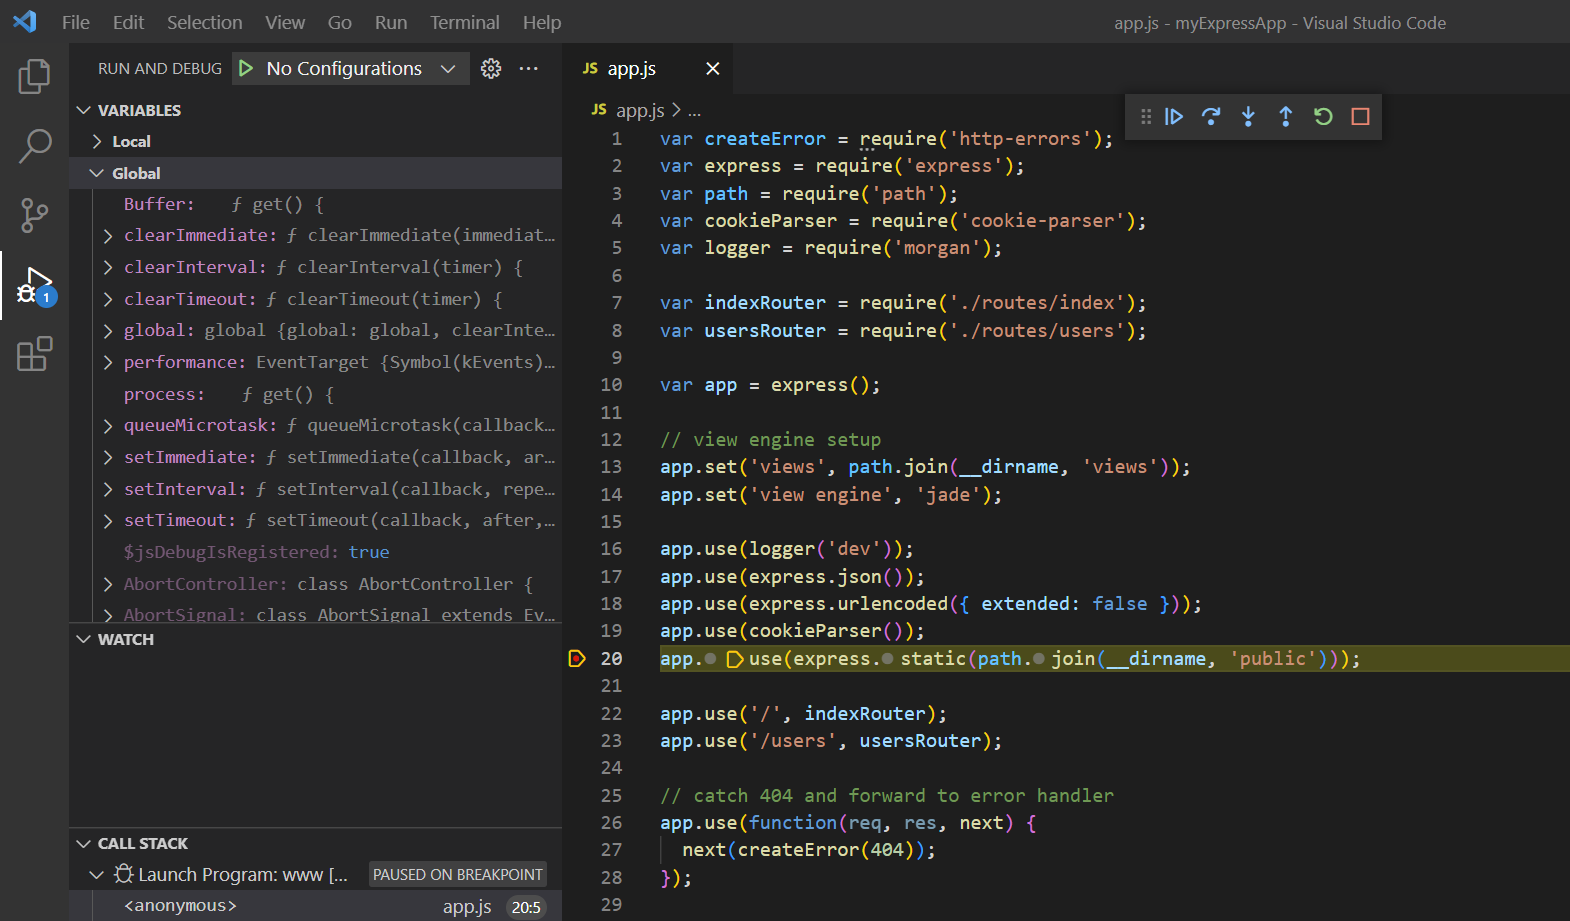 File Edit Selection View Go Run Terminal Help app.js - myExpressApp - Visual Studio Code
RUN AND DEBUG No Configurations ...
VARIABLES
Local
Global
Buffer: ƒ get() {
clearImmediate: ƒ clearImmediate(immediat…
clearInterval: ƒ clearInterval(timer) {
clearTimeout: ƒ clearTimeout(timer) {
global: global {global: global, clearInte…
performance: EventTarget {Symbol(kEvents)…
process: ƒ get() {
queueMicrotask: ƒ queueMicrotask(callback…
setImmediate: ƒ setImmediate(callback, ar…
setInterval: ƒ setInterval(callback, repe…
setTimeout: ƒ setTimeout(callback, after,…
$jsDebugIsRegistered: true
AbortController: class AbortController {
AbortSignal: class AbortSignal extends Ev…
WATCH
CALL STACK
Launch Program: www [... PAUSED ON BREAKPOINT
<anonymous> app.js 20:5
1
JS app.js
JS app.js > ...
1 var createError = require('http-errors');
2 var express = require('express');
3 var path = require('path');
4 var cookieParser = require('cookie-parser');
5 var logger = require('morgan');
6
7 var indexRouter = require('./routes/index');
8 var usersRouter = require('./routes/users');
9
10 var app = express();
11
12 // view engine setup
13 app.set('views', path.join(__dirname, 'views'));
14 app.set('view engine', 'jade');
15
16 app.use(logger('dev'));
17 app.use(express.json());
18 app.use(express.urlencoded({ extended: false }));
19 app.use(cookieParser());
20 app.use(express.static(path.join(__dirname, 'public')));
21
22 app.use('/', indexRouter);
23 app.use('/users', usersRouter);
24
25 // catch 404 and forward to error handler
26 app.use(function(req, res, next) {
27 next(createError(404));
28 });
29